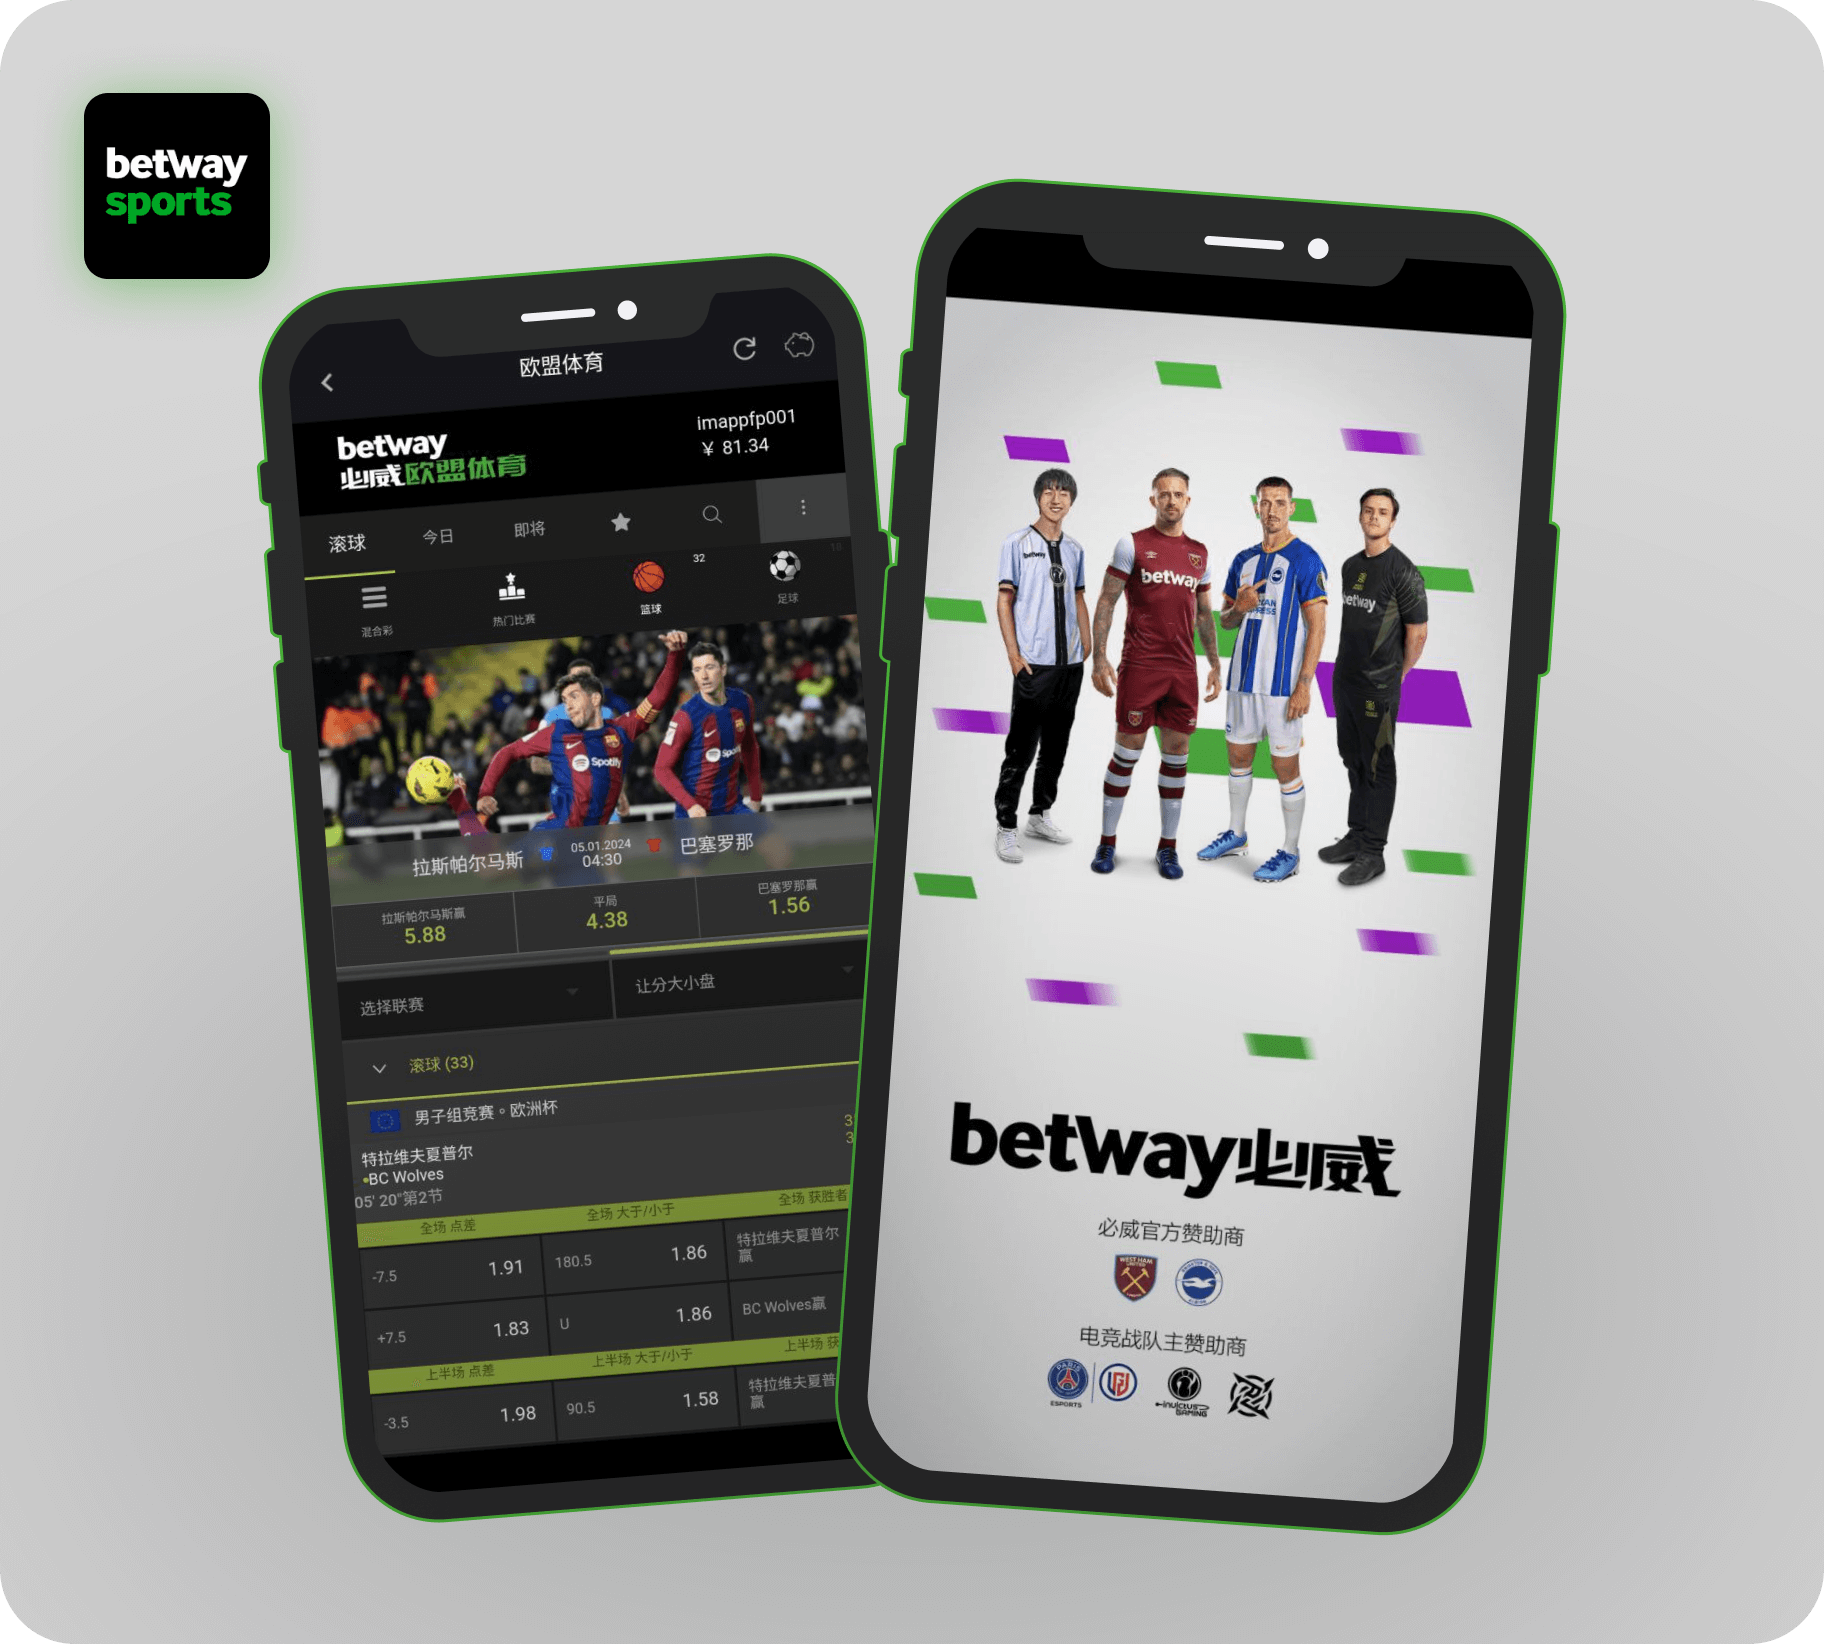 betway
sports
欧盟体育
betway
必威欧盟体育
imappfp001
¥ 81.34
滚球
今日
即将
混合彩
热门比赛
32
篮球
足球
Spotify
Spotify
拉斯帕尔马斯
05.01.2024
04:30
巴塞罗那
拉斯帕尔马斯赢
5.88
平局
4.38
巴塞罗那赢
1.56
选择联赛
让分大小盘
滚球 (33)
男子组竞赛。欧洲杯
特拉维夫夏普尔
BC Wolves
05' 20"第2节
全场 点差
全场 大于/小于
全场 获胜者
-7.5
1.91
180.5
1.86
特拉维夫夏普尔
赢
+7.5
1.83
U
1.86
BC Wolves赢
上半场 点差
上半场 大于/小于
上半场 获
-3.5
1.98
90.5
1.58
特拉维夫夏普
赢
betway
betway
betway
betway必威
必威官方赞助商
WEST HAM
UNITED
LONDON
电竞战队主赞助商
PARIS
ESPORTS
invictus
GAMING